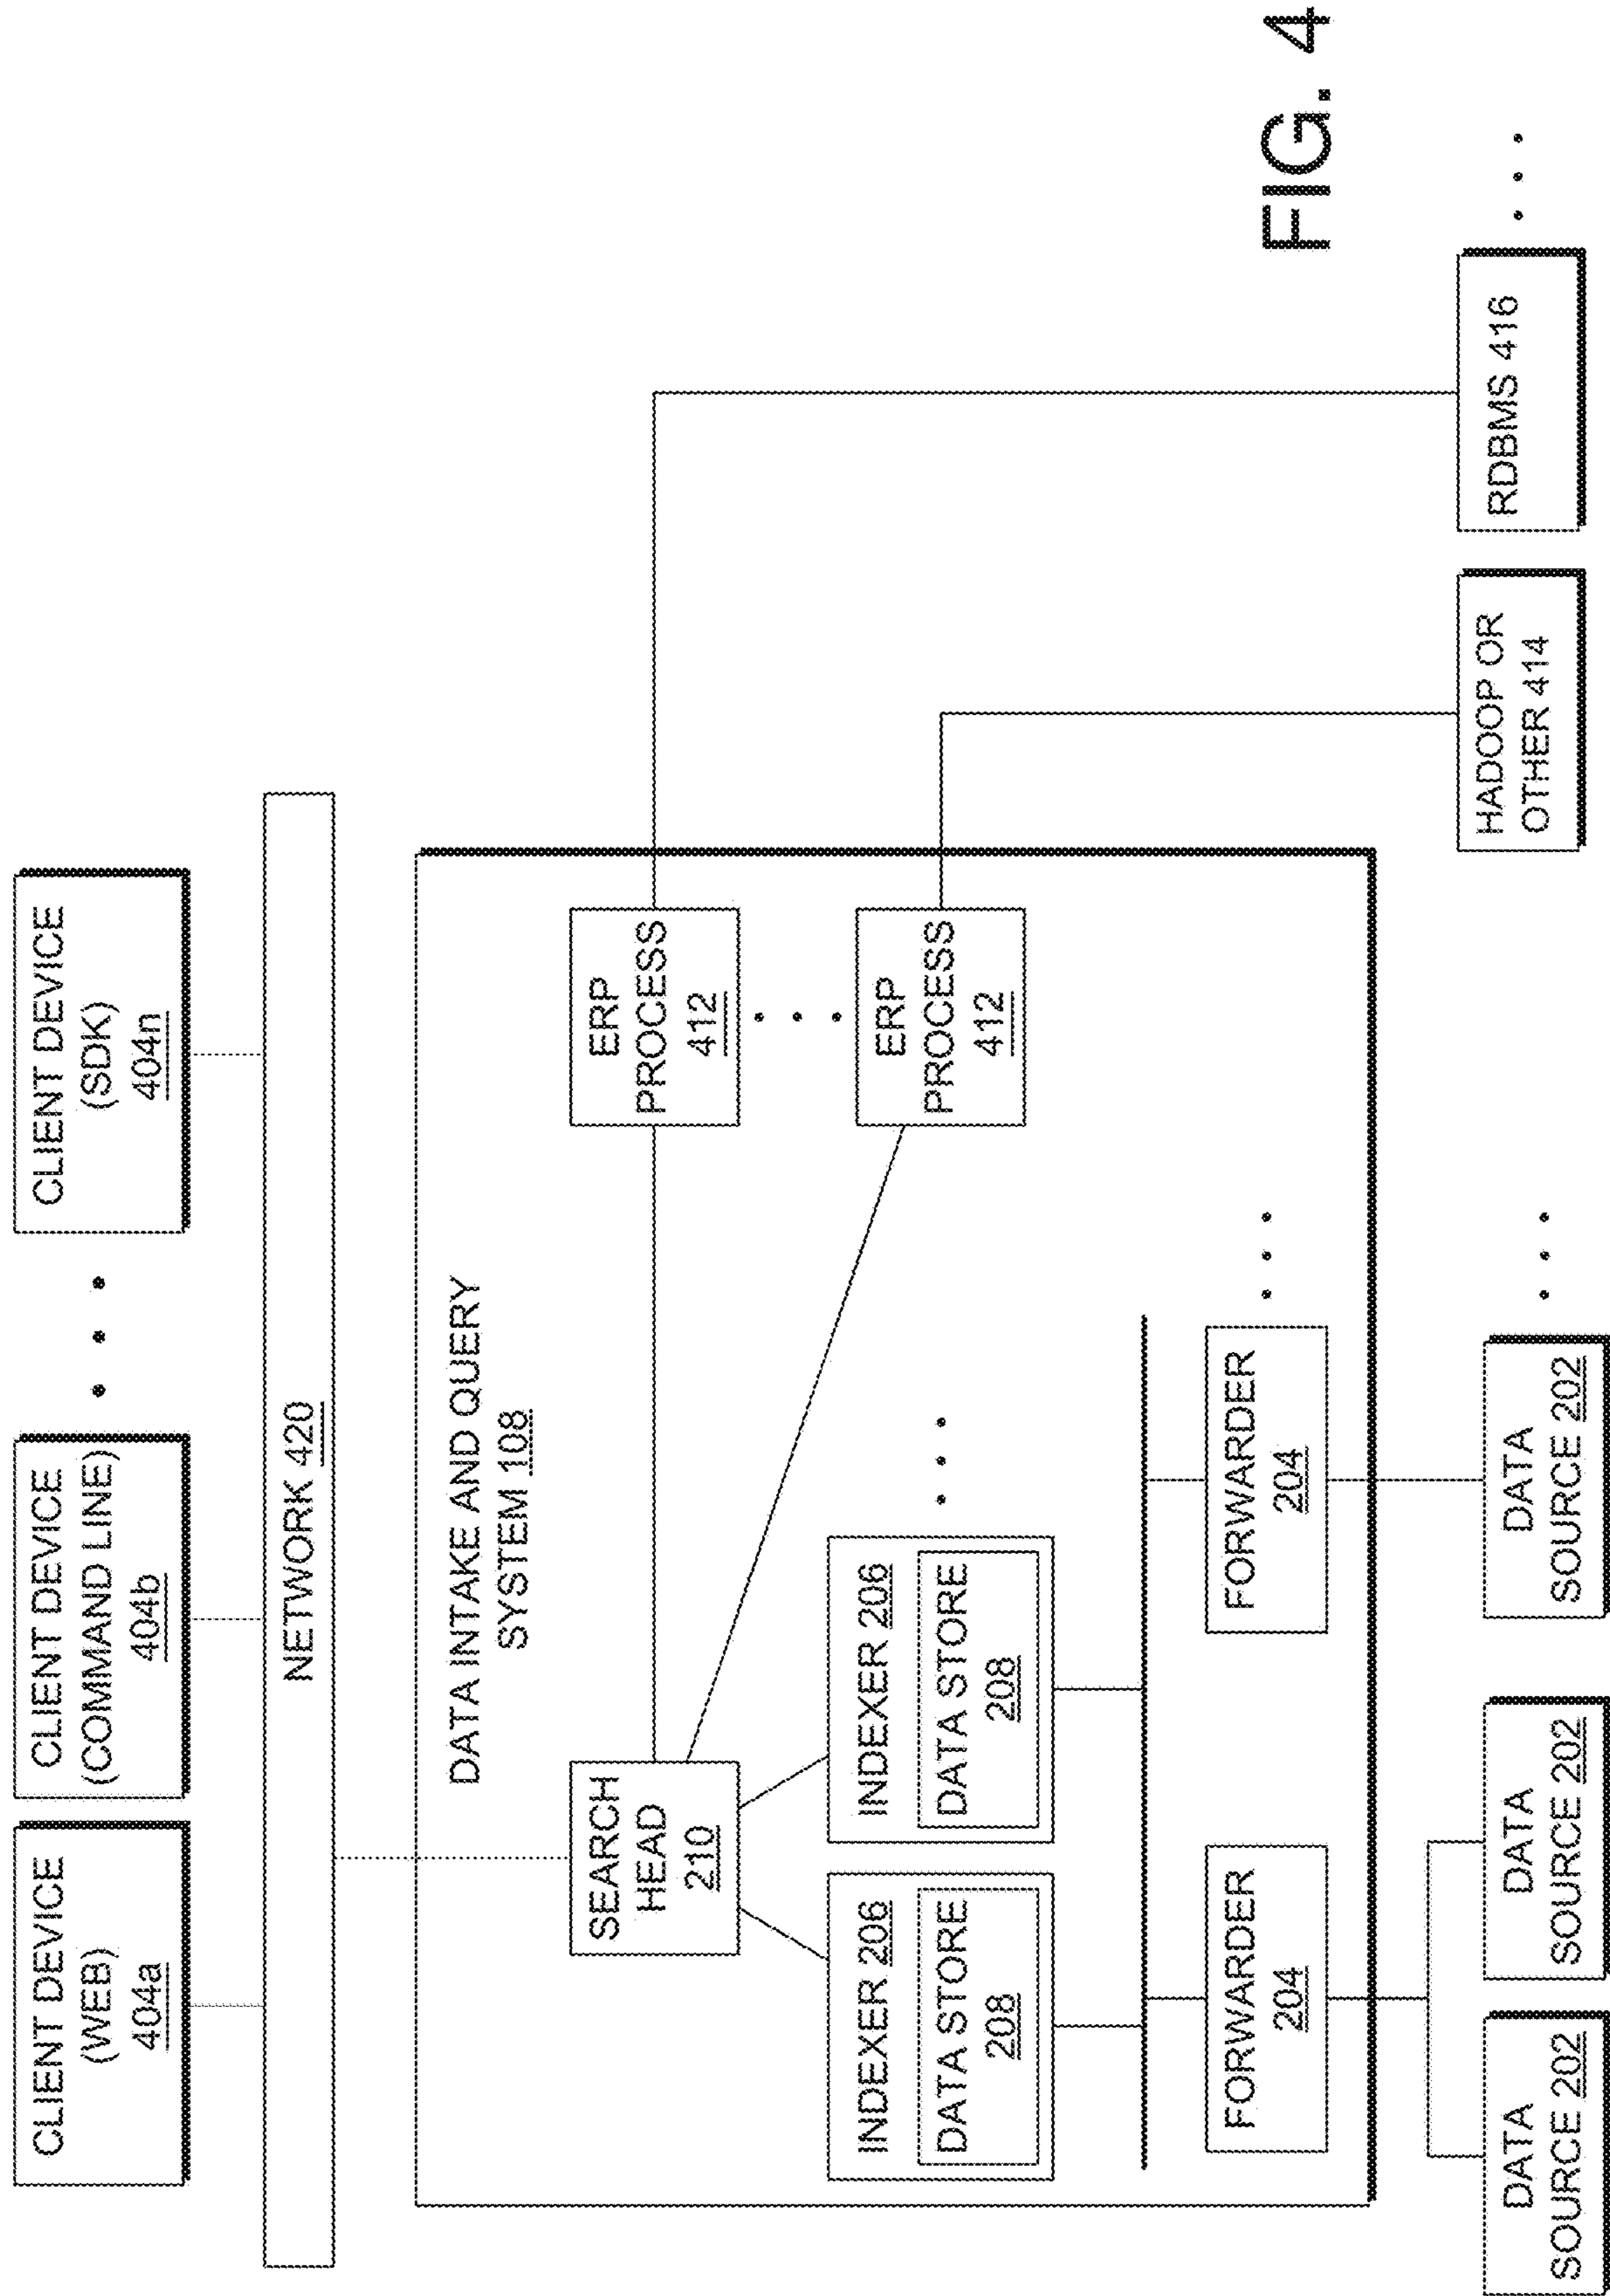 CLIENT DEVICE
(WEB)
404a
CLIENT DEVICE
(COMMAND LINE)
404b
CLIENT DEVICE
(SDK)
404n
NETWORK 420
DATA INTAKE AND QUERY
SYSTEM 108
SEARCH
HEAD
210
ERP
PROCESS
412
ERP
PROCESS
412
INDEXER 206
DATA STORE
208
INDEXER 206
DATA STORE
208
FORWARDER
204
FORWARDER
204
DATA
SOURCE 202
DATA
SOURCE 202
DATA
SOURCE 202
HADOOP OR
OTHER 414
RDBMS 416
FIG. 4